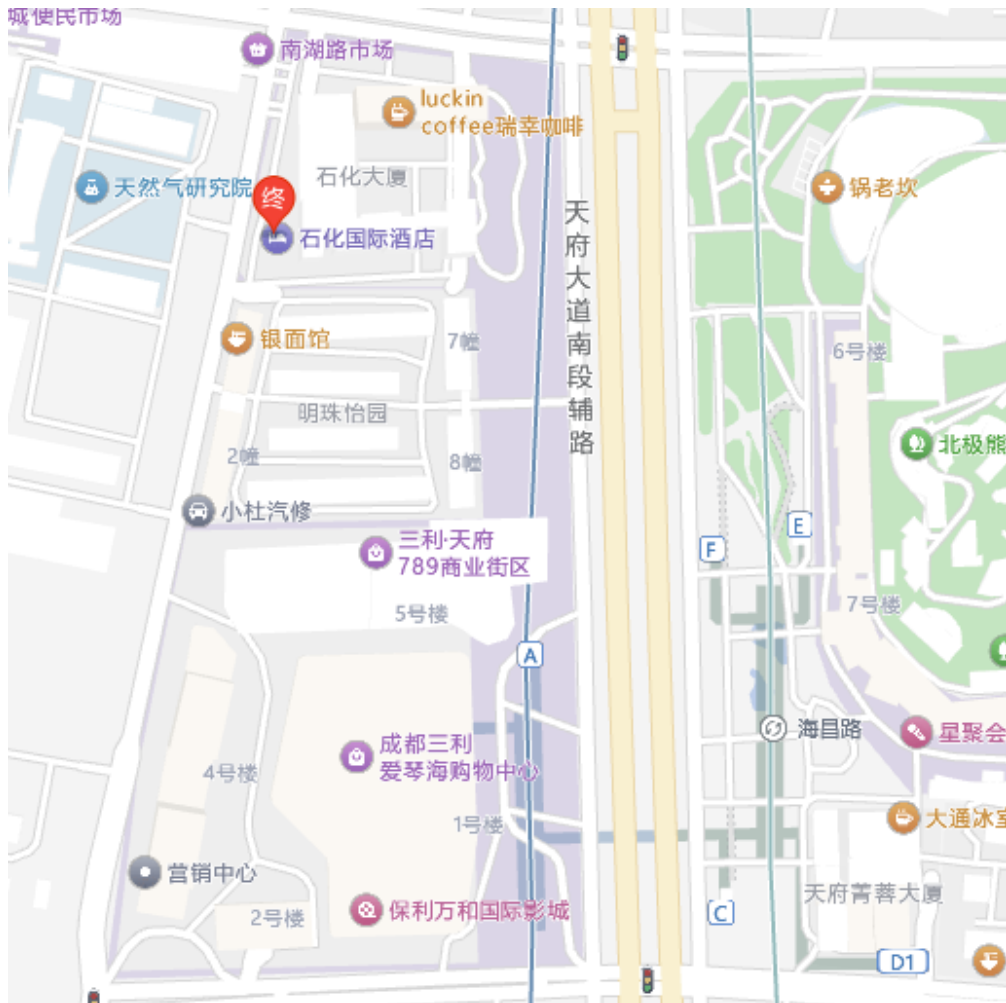 城便民市场
南湖路市场
luckin
coffee瑞幸咖啡
石化大厦
天然气研究院
终
锅老坎
石化国际酒店
天府大道南段辅路
银面馆
7幢
6号楼
明珠怡园
2幢
8幢
北极熊
小杜汽修
E
F
三利·天府
789商业街区
5号楼
7号楼
A
海昌路
星聚会
成都三利
爱琴海购物中心
4号楼
1号楼
大通冰室
营销中心
天府菁蓉大厦
保利万和国际影城
2号楼
C
D1